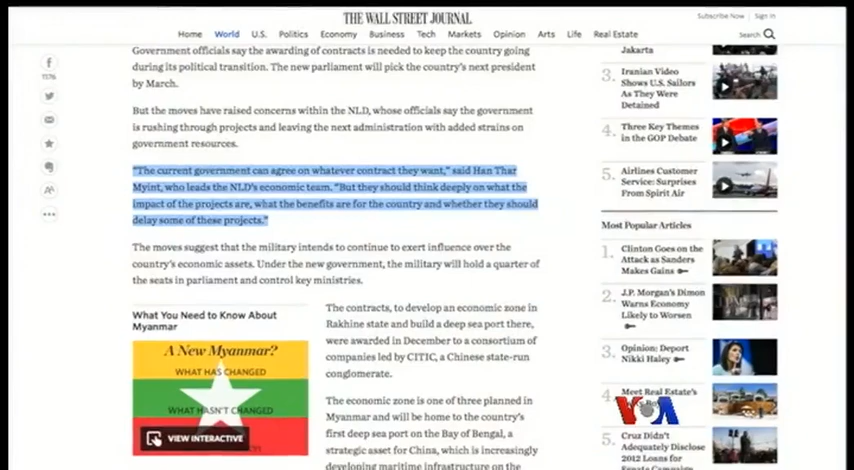 THE WALL STREET JOURNAL.
Subscribe Now | Sign In
Home World U.S. Politics Economy Business Tech Markets Opinion Arts Life Real Estate
Search
1176
Government officials say the awarding of contracts is needed to keep the country going
during its political transition. The new parliament will pick the country's next president
by March.
But the moves have raised concerns within the NLD, whose officials say the government
is rushing through projects and leaving the next administration with added strains on
government resources.
"The current government can agree on whatever contract they want," said Han Thar
Myint, who leads the NLD's economic team. "But they should think deeply on what the
impact of the projects are, what the benefits are for the country and whether they should
delay some of these projects."
The moves suggest that the military intends to continue to exert influence over the
country's economic assets. Under the new government, the military will hold a quarter of
the seats in parliament and control key ministries.
What You Need to Know About
Myanmar
A New Myanmar?
WHAT HAS CHANGED
WHAT HASN'T CHANGED
VIEW INTERACTIVE
The contracts, to develop an economic zone in
Rakhine state and build a deep sea port there,
were awarded in December to a consortium of
companies led by CITIC, a Chinese state-run
conglomerate.
The economic zone is one of three planned in
Myanmar and will be home to the country's
first deep sea port on the Bay of Bengal, a
strategic asset for China, which is increasingly
developing maritime infrastructure on the
Jakarta
3. Iranian Video
Shows U.S. Sailors
As They Were
Detained
4. Three Key Themes
in the GOP Debate
5. Airlines Customer
Service: Surprises
From Spirit Air
Most Popular Articles
1. Clinton Goes on the
Attack as Sanders
Makes Gains
2. J.P. Morgan's Dimon
Warns Economy
Likely to Worsen
3. Opinion: Deport
Nikki Haley
4. Meet Real Estate's
VOA
5. Cruz Didn't
Adequately Disclose
2012 Loans for
Senate Campaign